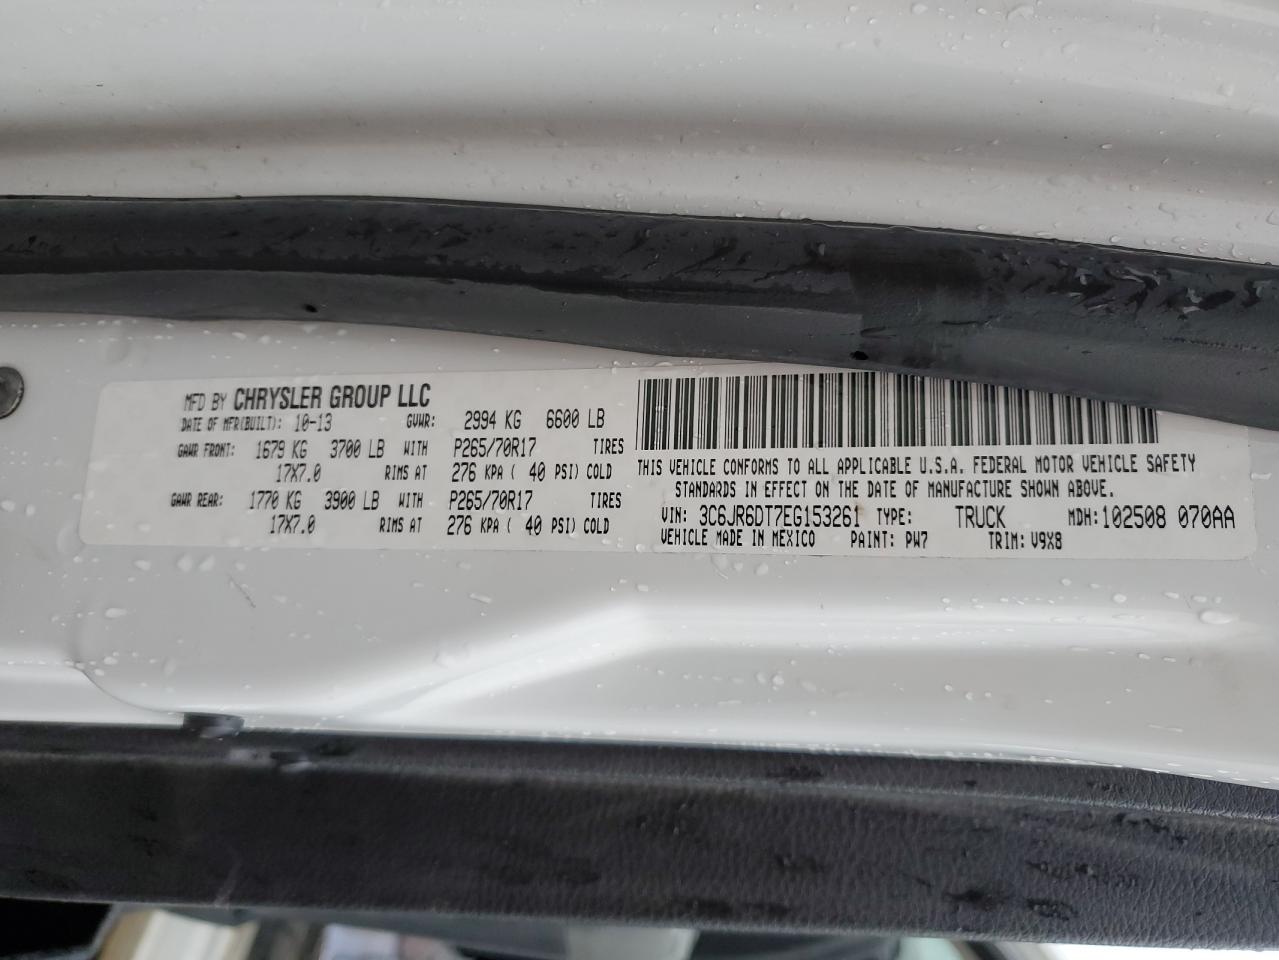 MFD BY CHRYSLER GROUP LLC
DATE OF MFR(BUILT): 10-13 GVWR: 2994 KG 6600 LB
GAWR FRONT: 1679 KG 3700 LB WITH P265/70R17 TIRES
17X7.0 RIMS AT 276 KPA ( 40 PSI) COLD
GAWR REAR: 1770 KG 3900 LB WITH P265/70R17 TIRES
17X7.0 RIMS AT 276 KPA ( 40 PSI) COLD
THIS VEHICLE CONFORMS TO ALL APPLICABLE U.S.A. FEDERAL MOTOR VEHICLE SAFETY
STANDARDS IN EFFECT ON THE DATE OF MANUFACTURE SHOWN ABOVE.
VIN: 3C6JR6DT7EG153261 TYPE: TRUCK MDH:102508 070AA
VEHICLE MADE IN MEXICO PAINT: PW7 TRIM: V9X8